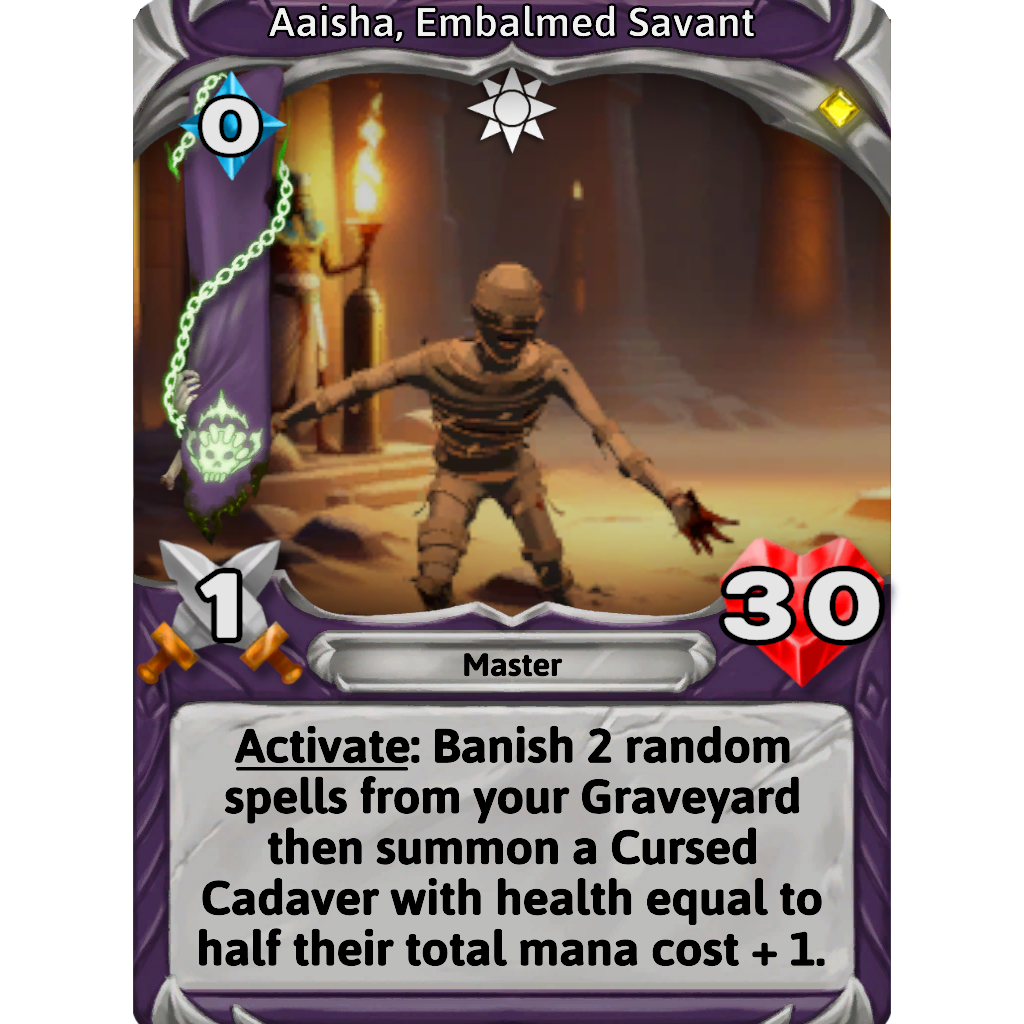 Aaisha, Embalmed Savant
0
1
30
Master
Activate: Banish 2 random
spells from your Graveyard
then summon a Cursed
Cadaver with health equal to
half their total mana cost + 1.